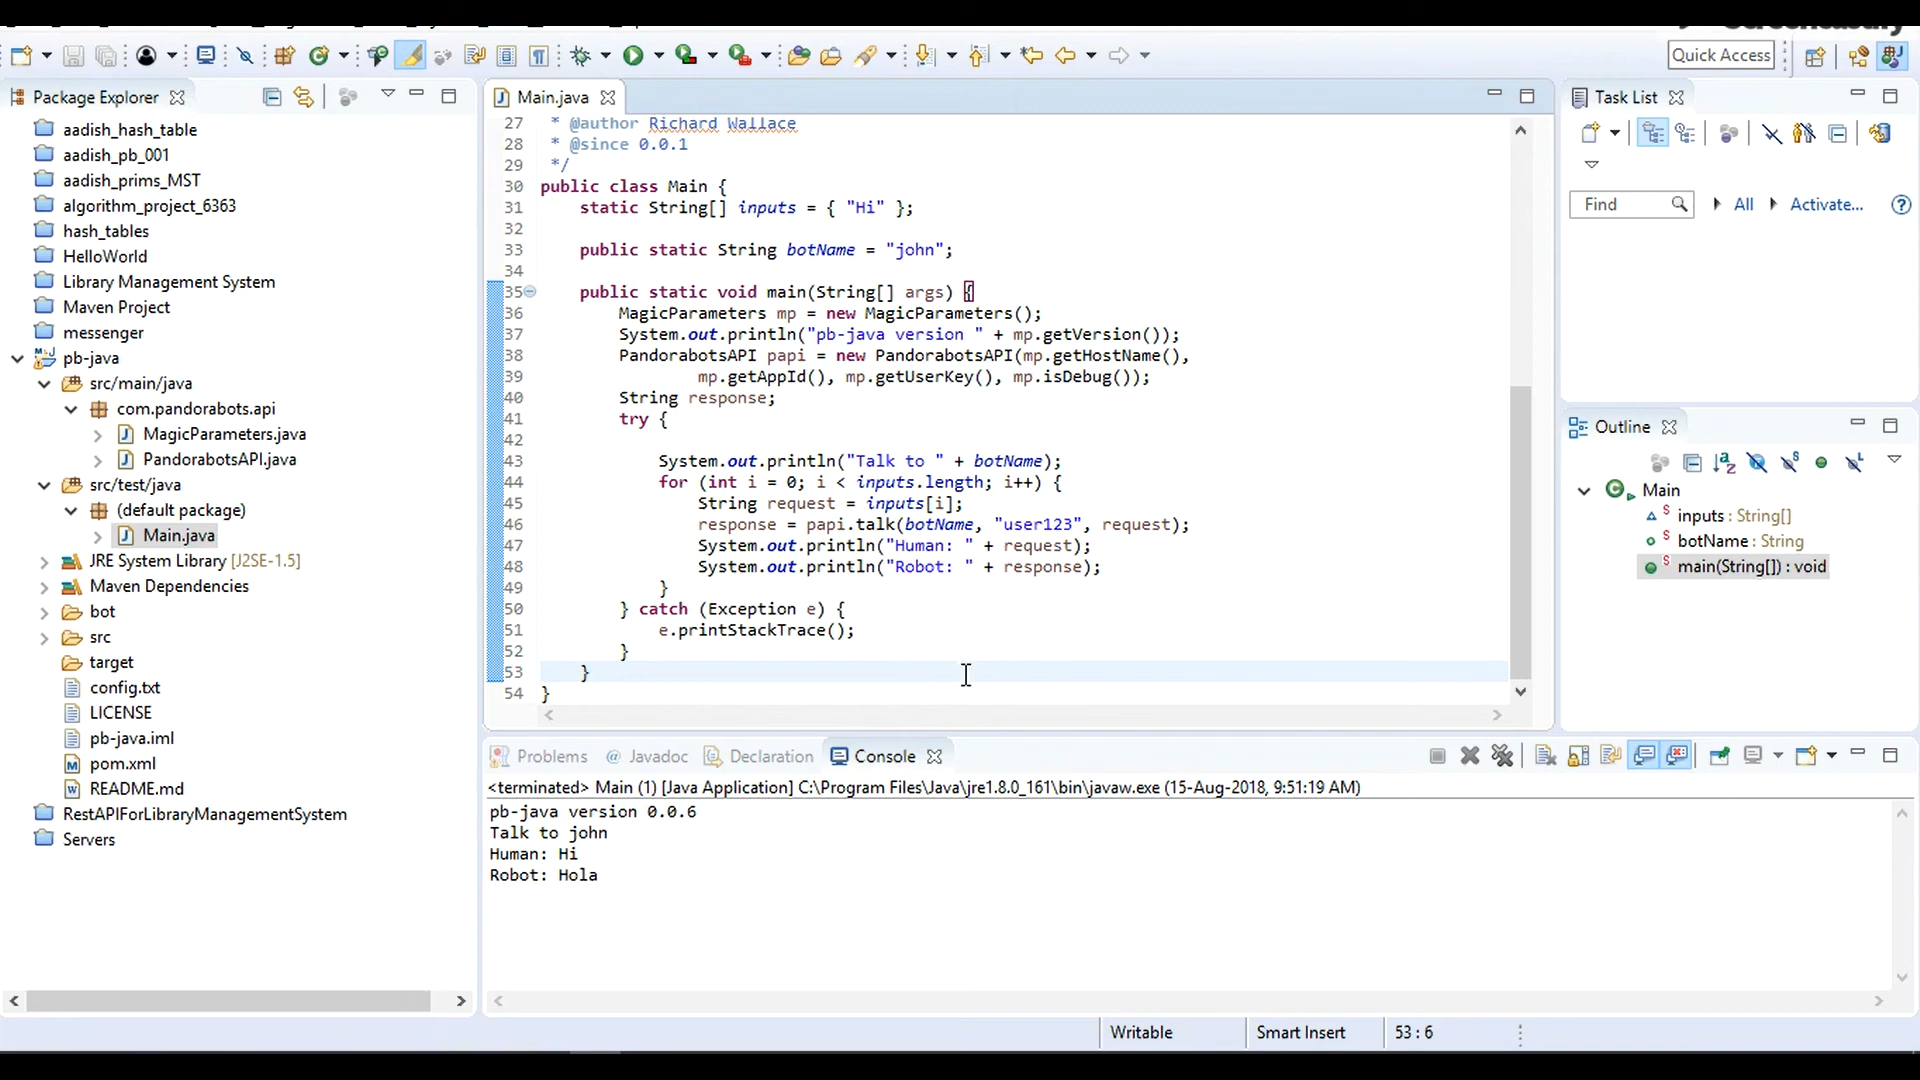 Quick Access
Package Explorer
aadish_hash_table
aadish_pb_001
aadish_prims_MST
algorithm_project_6363
hash_tables
HelloWorld
Library Management System
Maven Project
messenger
pb-java
src/main/java
com.pandorabots.api
MagicParameters.java
PandorabotsAPI.java
src/test/java
(default package)
Main.java
JRE System Library [J2SE-1.5]
Maven Dependencies
bot
src
target
config.txt
LICENSE
pb-java.iml
pom.xml
README.md
RestAPIForLibraryManagementSystem
Servers
Main.java
27 * @author Richard Wallace
28 * @since 0.0.1
29 */
30 public class Main {
31 static String[] inputs = { "Hi" };
32
33 public static String botName = "john";
34
35 public static void main(String[] args) {
36 MagicParameters mp = new MagicParameters();
37 System.out.println("pb-java version " + mp.getVersion());
38 PandorabotsAPI papi = new PandorabotsAPI(mp.getHostName(),
39 mp.getAppId(), mp.getUserKey(), mp.isDebug());
40 String response;
41 try {
42
43 System.out.println("Talk to " + botName);
44 for (int i = 0; i < inputs.length; i++) {
45 String request = inputs[i];
46 response = papi.talk(botName, "user123", request);
47 System.out.println("Human: " + request);
48 System.out.println("Robot: " + response);
49 }
50 } catch (Exception e) {
51 e.printStackTrace();
52 }
53 }
54 }
Task List
Find All Activate...
Outline
Main
inputs : String[]
botName : String
main(String[]) : void
Problems @ Javadoc Declaration Console
<terminated> Main (1) [Java Application] C:\Program Files\Java\jre1.8.0_161\bin\javaw.exe (15-Aug-2018, 9:51:19 AM)
pb-java version 0.0.6
Talk to john
Human: Hi
Robot: Hola
Writable Smart Insert 53 : 6